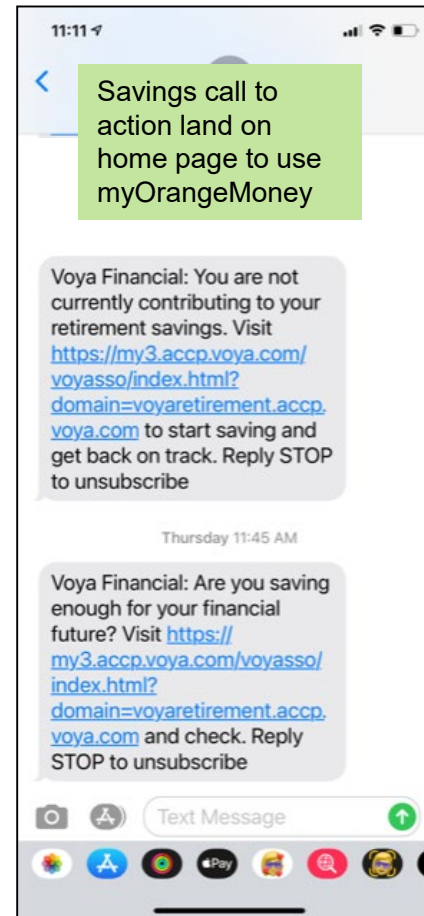 11:11
Savings call to
action land on
home page to use
myOrangeMoney
Voya Financial: You are not
currently contributing to your
retirement savings. Visit
https://my3.accp.voya.com/
voyasso/index.html?
domain=voyaretirement.accp.
voya.com to start saving and
get back on track. Reply STOP
to unsubscribe
Thursday 11:45 AM
Voya Financial: Are you saving
enough for your financial
future? Visit https://
my3.accp.voya.com/voyasso/
index.html?
domain=voyaretirement.accp.
voya.com and check. Reply
STOP to unsubscribe
Text Message
Pay